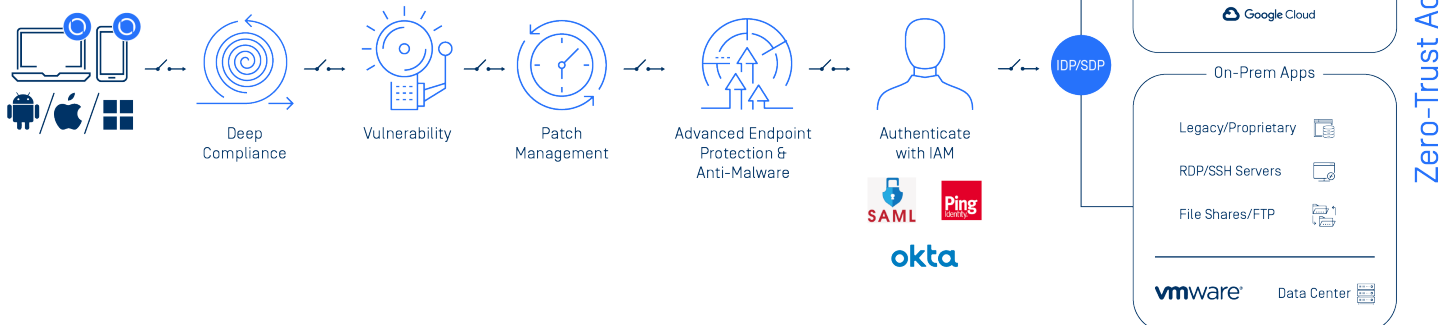 Deep
Compliance
Vulnerability
Patch
Management
Advanced Endpoint
Protection &
Anti-Malware
Authenticate
with IAM
SAML
Ping
Identity.
okta
IDP/SDP
Google Cloud
On-Prem Apps
Legacy/Proprietary
RDP/SSH Servers
File Shares/FTP
vmware®
Data Center
Zero-Trust